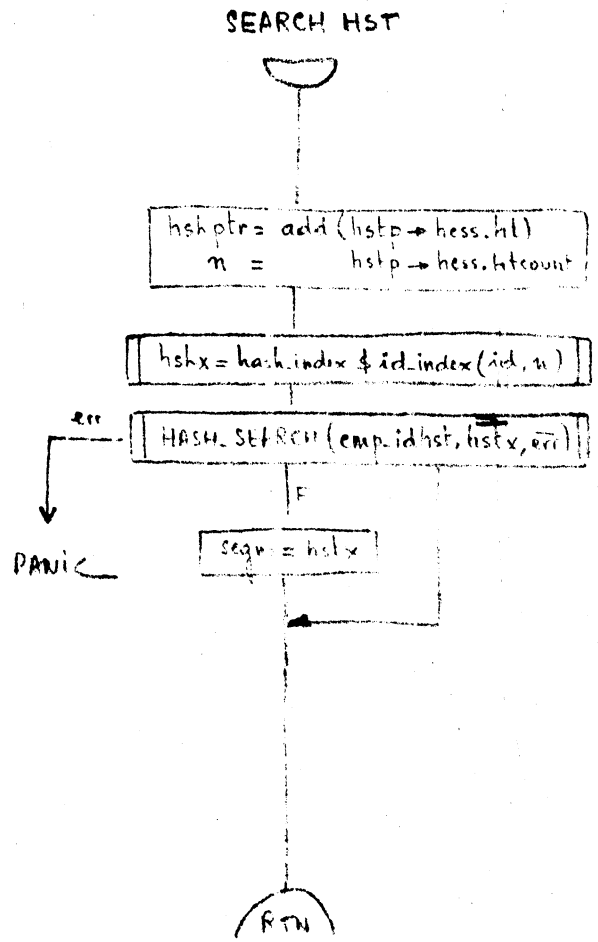 SEARCH HST
hshptr = add (hstp → hess.ht)
n = hstp → hess.htcount
hshx = hash_index $ id_index (id, n)
err
HASH_SEARCH (cmp_idhst, hstx, err)
F
segn = hstx
PANIC
RTN